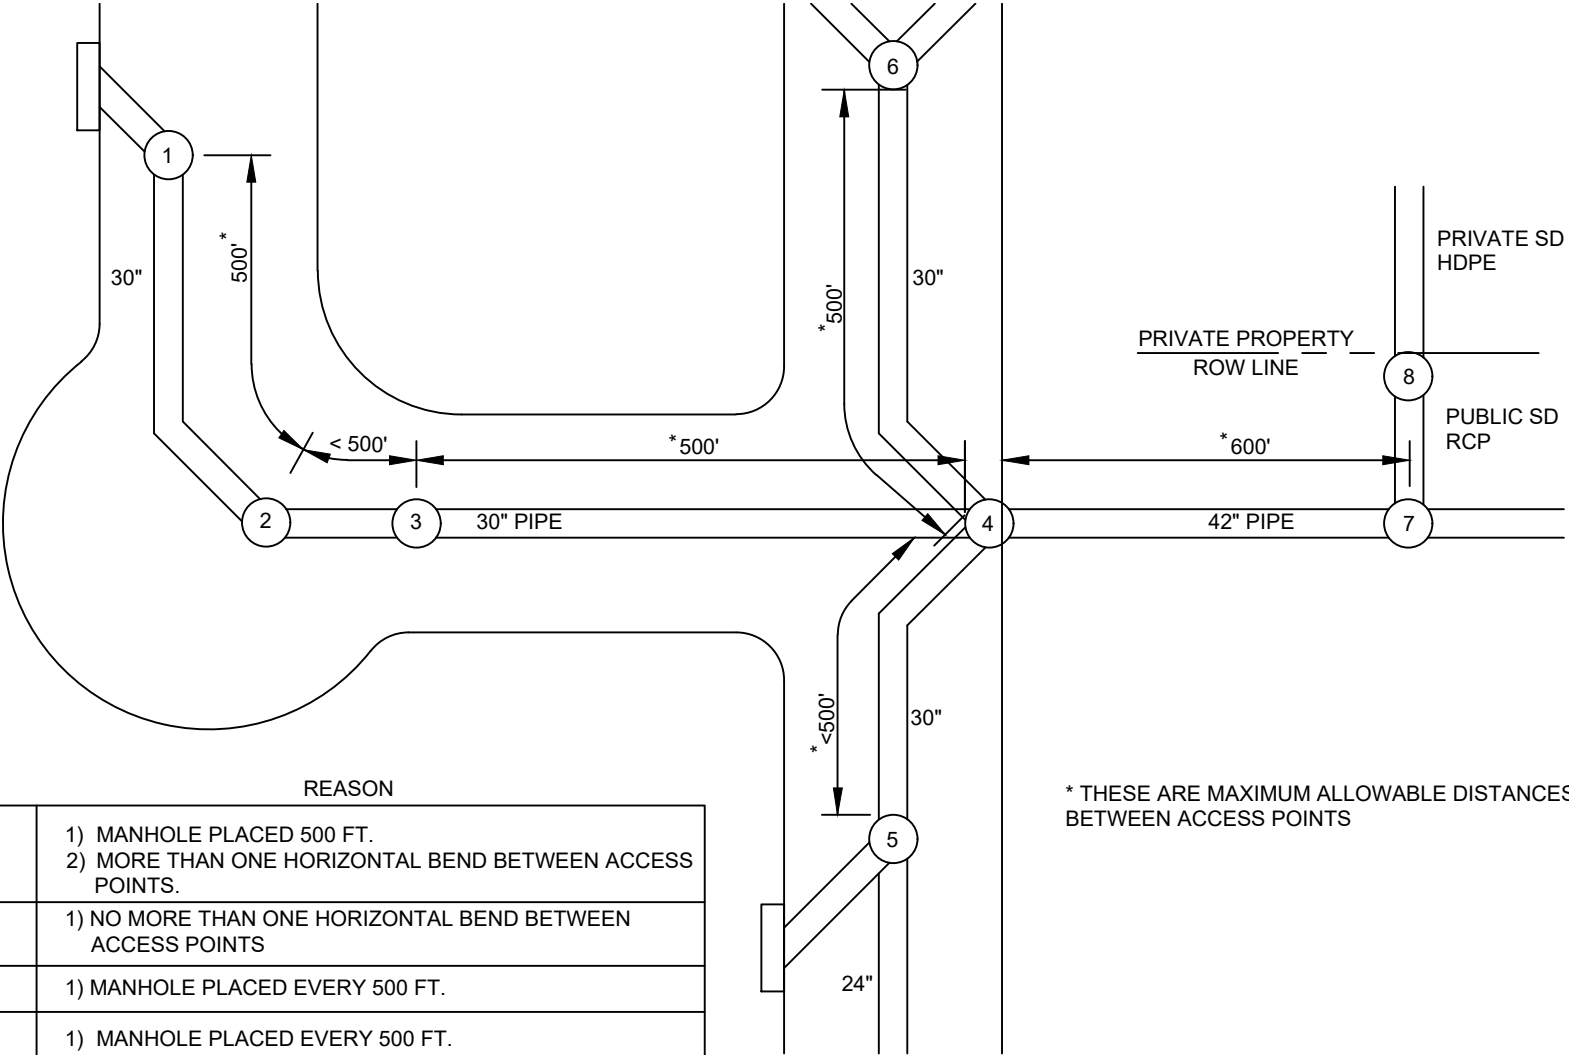 6
1
500'*
30"
*500'
30"
PRIVATE SD
HDPE
PRIVATE PROPERTY
ROW LINE
8
PUBLIC SD
RCP
< 500'
*500'
*600'
2
3
30" PIPE
4
42" PIPE
7
*<500'
30"
5
24"
* THESE ARE MAXIMUM ALLOWABLE DISTANCES
BETWEEN ACCESS POINTS
REASON
1) MANHOLE PLACED 500 FT.
2) MORE THAN ONE HORIZONTAL BEND BETWEEN ACCESS
POINTS.
1) NO MORE THAN ONE HORIZONTAL BEND BETWEEN
ACCESS POINTS
1) MANHOLE PLACED EVERY 500 FT.
1) MANHOLE PLACED EVERY 500 FT.